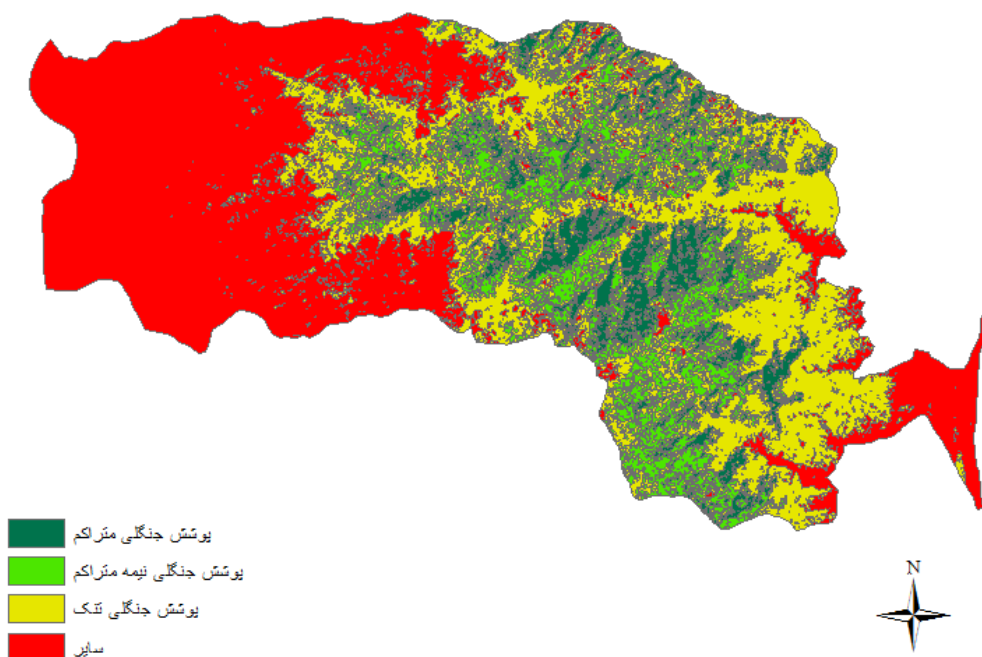 پوشش جنگلی متراکم
پوشش جنگلی نیمه متراکم
پوشش جنگلی تنک
سایر
N